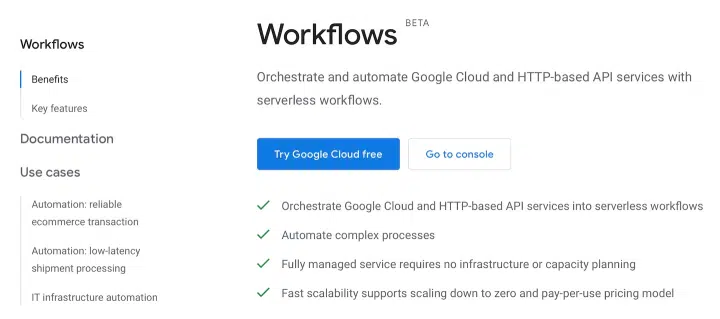 Workflows
Benefits
Key features
Documentation
Use cases
Automation: reliable
ecommerce transaction
Automation: low-latency
shipment processing
IT infrastructure automation
Workflows BETA
Orchestrate and automate Google Cloud and HTTP-based API services with
serverless workflows.
Try Google Cloud free
Go to console
Orchestrate Google Cloud and HTTP-based API services into serverless workflows
Automate complex processes
Fully managed service requires no infrastructure or capacity planning
Fast scalability supports scaling down to zero and pay-per-use pricing model